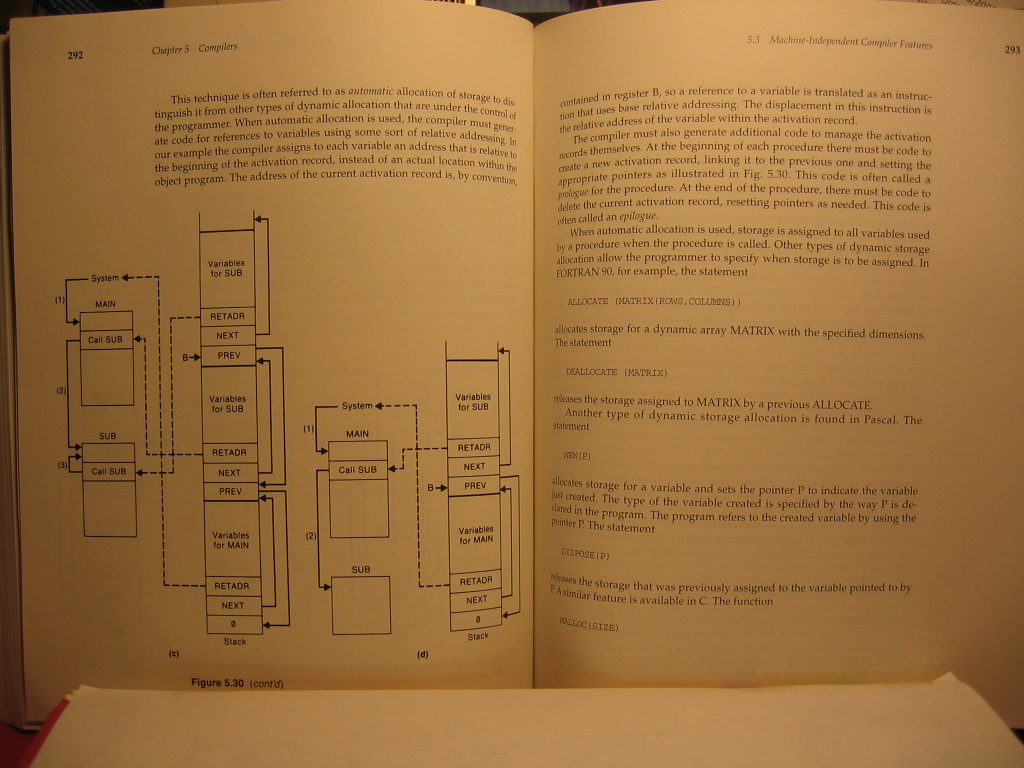 292
Chapter 5 Compilers
This technique is often referred to as automatic allocation of storage to dis-
tinguish it from other types of dynamic allocation that are under the control of
the programmer. When automatic allocation is used, the compiler must gener-
ate code for references to variables using some sort of relative addressing. In
our example the compiler assigns to each variable an address that is relative to
the beginning of the activation record, instead of an actual location within the
object program. The address of the current activation record is, by convention,
System
(1)
MAIN
Call SUB
(2)
SUB
(3)
Call SUB
Variables
for SUB
RETADR
NEXT
B
PREV
Variables
for SUB
RETADR
NEXT
PREV
Variables
for MAIN
RETADR
NEXT
0
Stack
(c)
System
(1)
MAIN
Call SUB
(2)
SUB
Variables
for SUB
RETADR
NEXT
B
PREV
Variables
for MAIN
RETADR
NEXT
0
Stack
(d)
Figure 5.30 (cont'd)
5.3 Machine-Independent Compiler Features
293
contained in register B, so a reference to a variable is translated as an instruc-
tion that uses base relative addressing. The displacement in this instruction is
the relative address of the variable within the activation record.
The compiler must also generate additional code to manage the activation
records themselves. At the beginning of each procedure there must be code to
create a new activation record, linking it to the previous one and setting the
appropriate pointers as illustrated in Fig. 5.30. This code is often called a
prologue for the procedure. At the end of the procedure, there must be code to
delete the current activation record, resetting pointers as needed. This code is
often called an epilogue.
When automatic allocation is used, storage is assigned to all variables used
by a procedure when the procedure is called. Other types of dynamic storage
allocation allow the programmer to specify when storage is to be assigned. In
FORTRAN 90, for example, the statement
ALLOCATE (MATRIX(ROWS,COLUMNS))
allocates storage for a dynamic array MATRIX with the specified dimensions.
The statement
DEALLOCATE (MATRIX)
releases the storage assigned to MATRIX by a previous ALLOCATE.
Another type of dynamic storage allocation is found in Pascal. The
statement
NEW(P)
allocates storage for a variable and sets the pointer P to indicate the variable
just created. The type of the variable created is specified by the way P is de-
clared in the program. The program refers to the created variable by using the
pointer P. The statement
DISPOSE(P)
releases the storage that was previously assigned to the variable pointed to by
P. A similar feature is available in C. The function
MALLOC(SIZE)